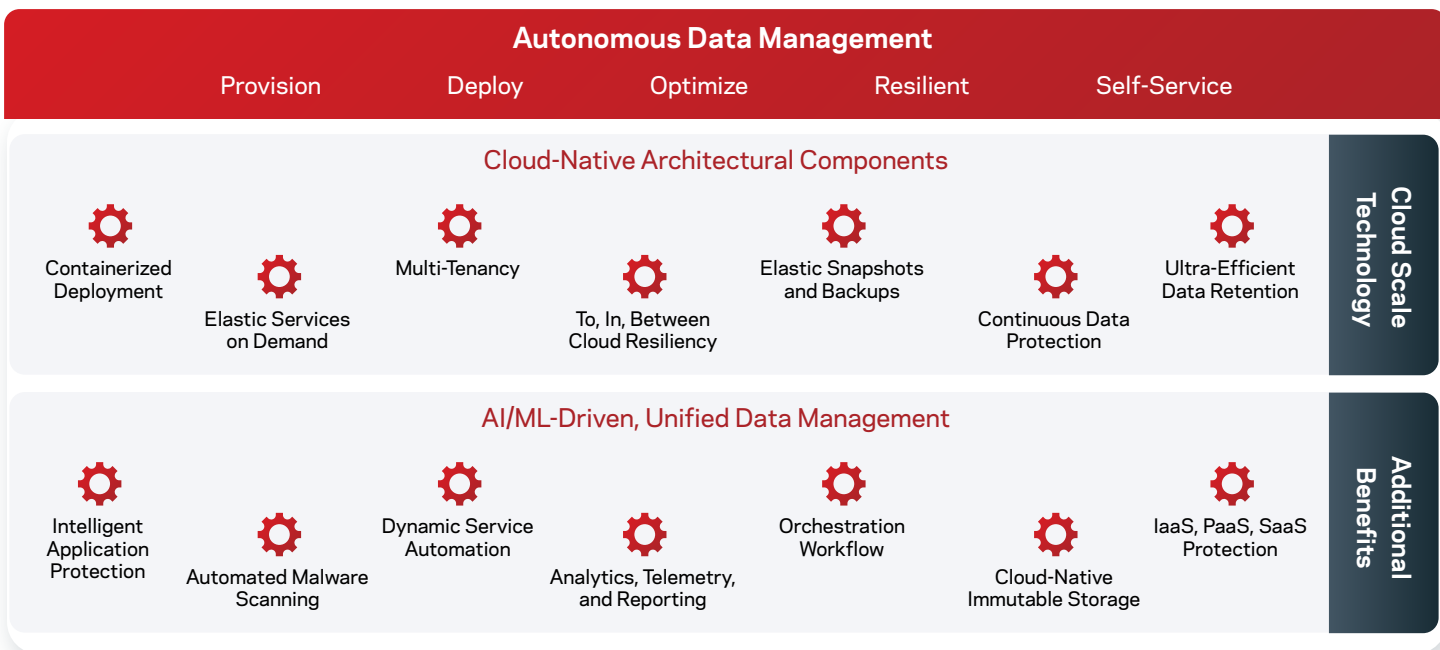 Autonomous Data Management
Provision Deploy Optimize Resilient Self-Service
Cloud-Native Architectural Components
Containerized
Deployment
Elastic Services
on Demand
Multi-Tenancy
To, In, Between
Cloud Resiliency
Elastic Snapshots
and Backups
Continuous Data
Protection
Ultra-Efficient
Data Retention
Cloud Scale
Technology
AI/ML-Driven, Unified Data Management
Intelligent
Application
Protection
Automated Malware
Scanning
Dynamic Service
Automation
Analytics, Telemetry,
and Reporting
Orchestration
Workflow
Cloud-Native
Immutable Storage
IaaS, PaaS, SaaS
Protection
Additional
Benefits